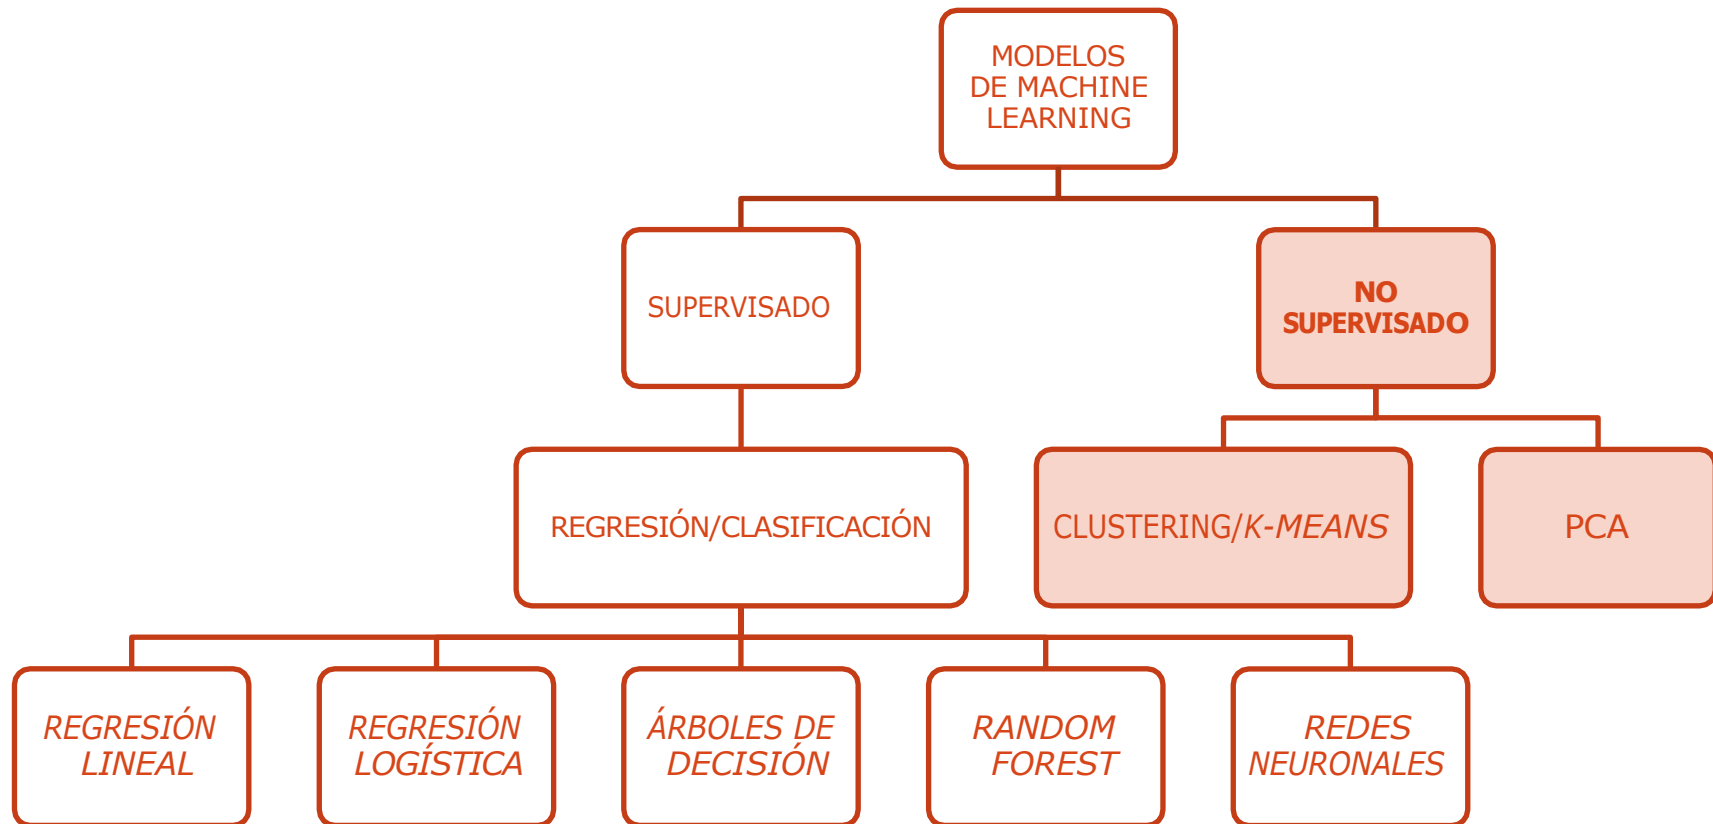 MODELOS
DE MACHINE
LEARNING
SUPERVISADO
NO
SUPERVISADO
REGRESIÓN/CLASIFICACIÓN
CLUSTERING/K-MEANS
PCA
REGRESIÓN
LINEAL
REGRESIÓN
LOGÍSTICA
ÁRBOLES DE
DECISIÓN
RANDOM
FOREST
REDES
NEURONALES